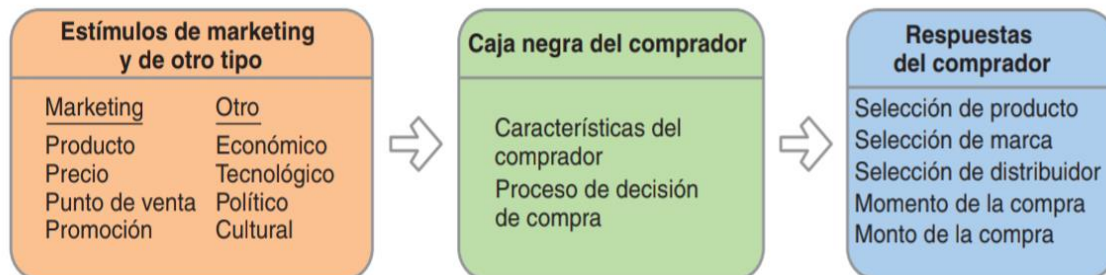 Estímulos de marketing
y de otro tipo
Marketing Otro
Producto Económico
Precio Tecnológico
Punto de venta Político
Promoción Cultural
Caja negra del comprador
Características del
comprador
Proceso de decisión
de compra
Respuestas
del comprador
Selección de producto
Selección de marca
Selección de distribuidor
Momento de la compra
Monto de la compra